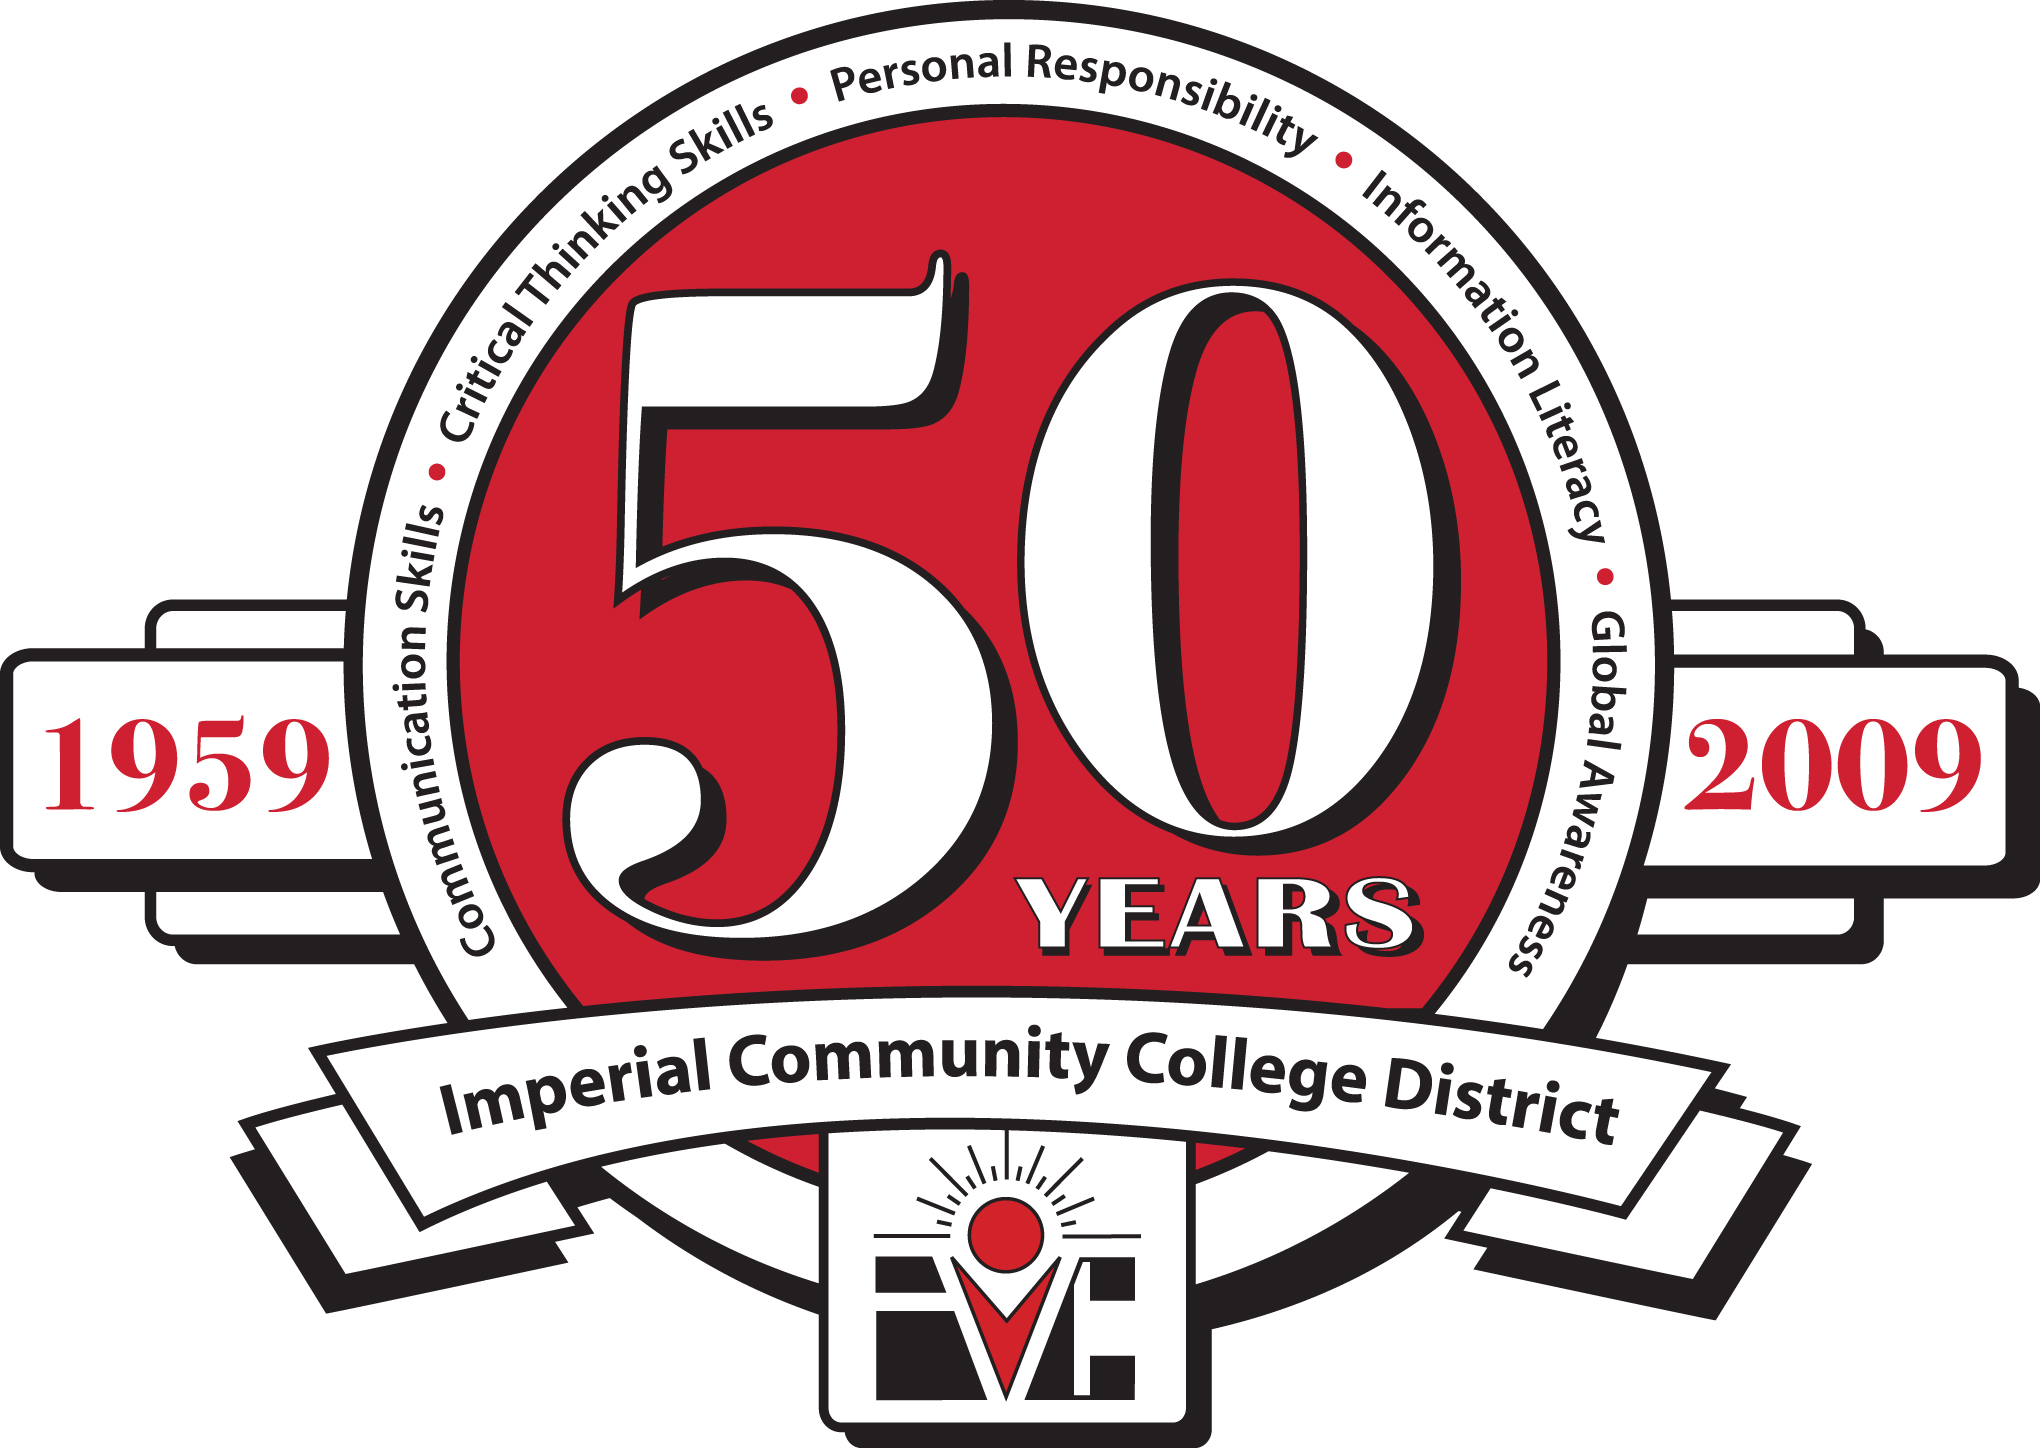 Communication Skills • Critical Thinking Skills • Personal Responsibility • Information Literacy • Global Awareness
50
YEARS
1959
2009
Imperial Community College District
IVC